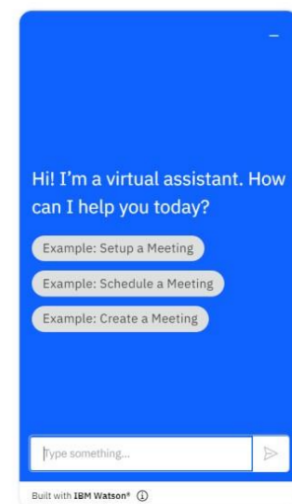 Hi! I'm a virtual assistant. How
can I help you today?
Example: Setup a Meeting
Example: Schedule a Meeting
Example: Create a Meeting
Type something...
Built with IBM Watson®